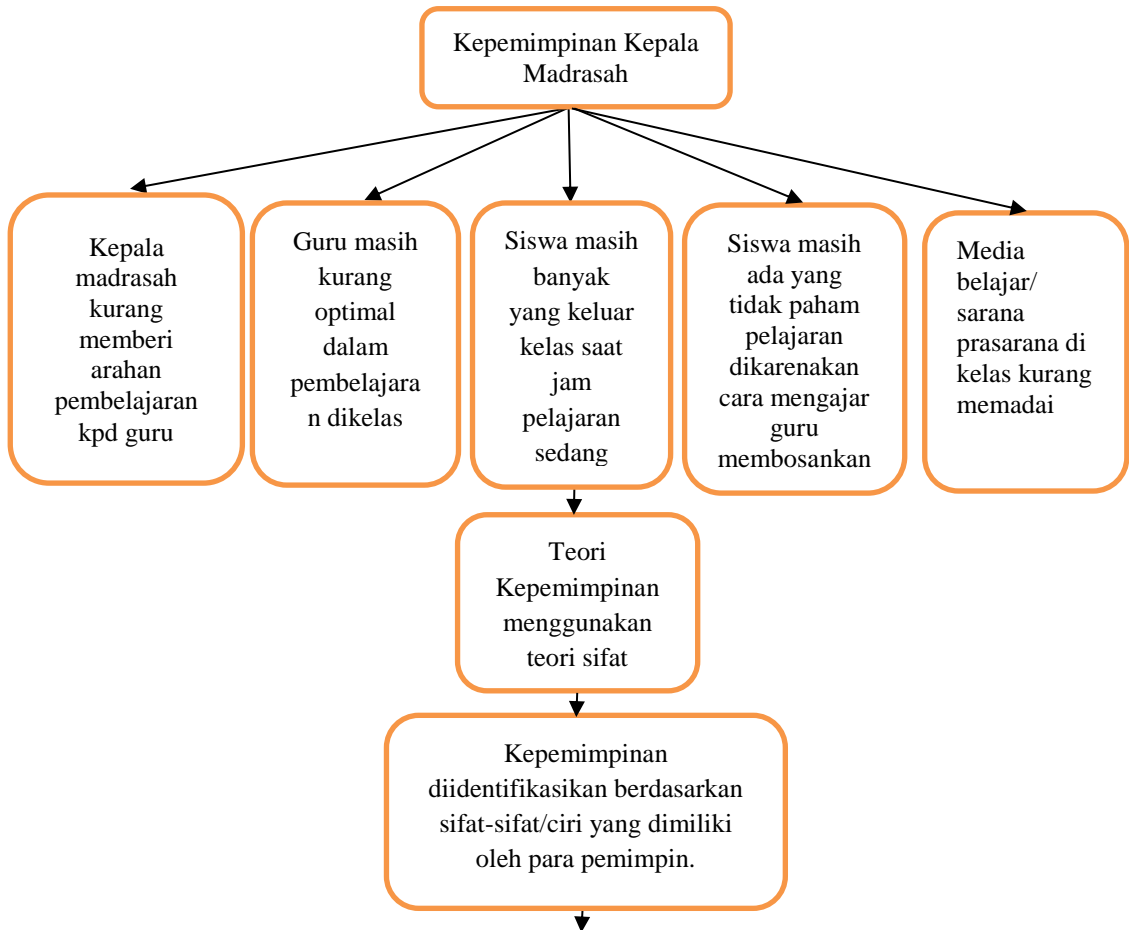 Kepemimpinan Kepala
Madrasah
Kepala
madrasah
kurang
memberi
arahan
pembelajaran
kpd guru
Guru masih
kurang
optimal
dalam
pembelajara
n dikelas
Siswa masih
banyak
yang keluar
kelas saat
jam
pelajaran
sedang
Siswa masih
ada yang
tidak paham
pelajaran
dikarenakan
cara mengajar
guru
membosankan
Media
belajar/
sarana
prasarana di
kelas kurang
memadai
Teori
Kepemimpinan
menggunakan
teori sifat
Kepemimpinan
diidentifikasikan berdasarkan
sifat-sifat/ciri yang dimiliki
oleh para pemimpin.